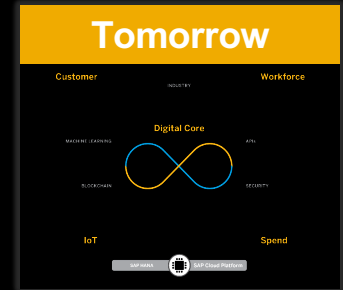 Tomorrow
Customer
Workforce
INDUSTRY
Digital Core
MACHINE LEARNING
APIs
BLOCKCHAIN
SECURITY
IoT
Spend
SAP HANA
SAP Cloud Platform